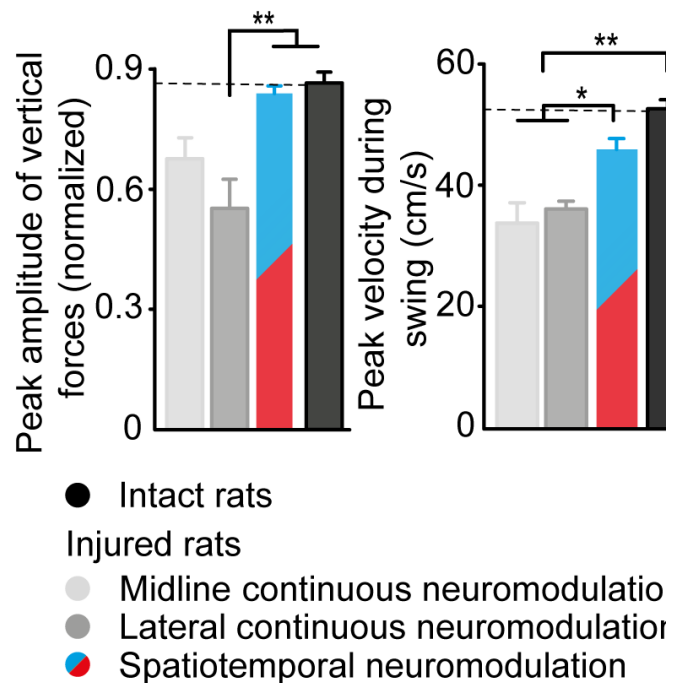 Peak amplitude of vertical
forces (normalized)
0.9
0.6
0.3
0
**
Peak velocity during
swing (cm/s)
60
40
20
0
**
*
Intact rats
Injured rats
Midline continuous neuromodulatio
Lateral continuous neuromodulation
Spatiotemporal neuromodulation